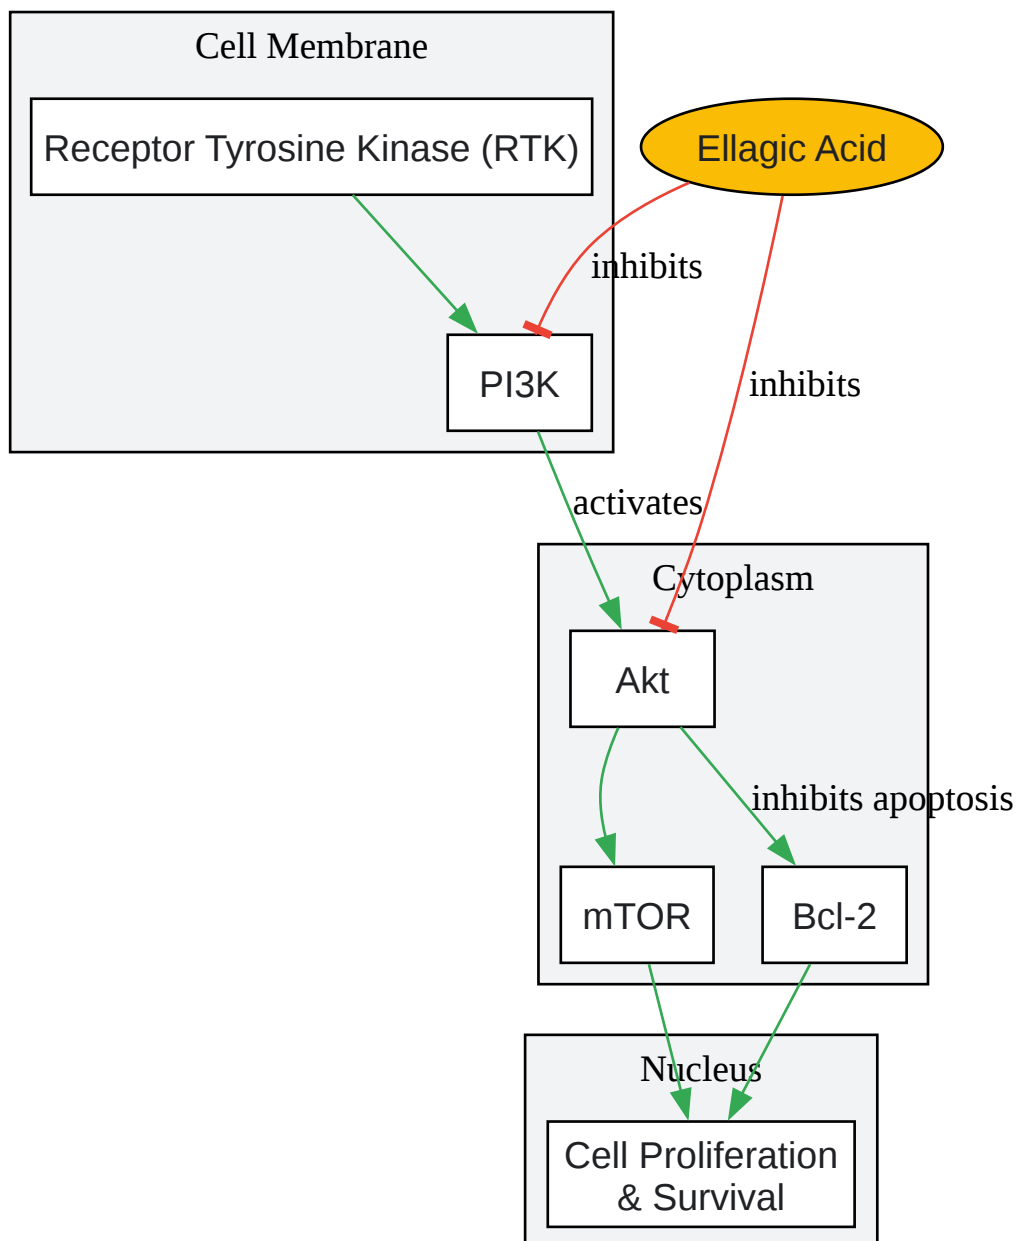 Cell Membrane
Receptor Tyrosine Kinase (RTK)
Ellagic Acid
inhibits
PI3K
inhibits
activates
Cytoplasm
Akt
inhibits apoptosis
mTOR
Bcl-2
Nucleus
Cell Proliferation
& Survival